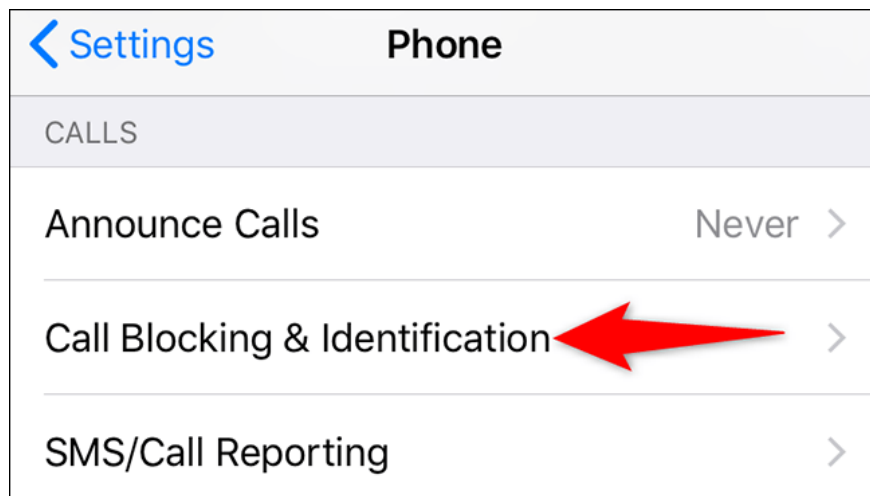 Settings Phone
CALLS
Announce Calls Never
Call Blocking & Identification
SMS/Call Reporting